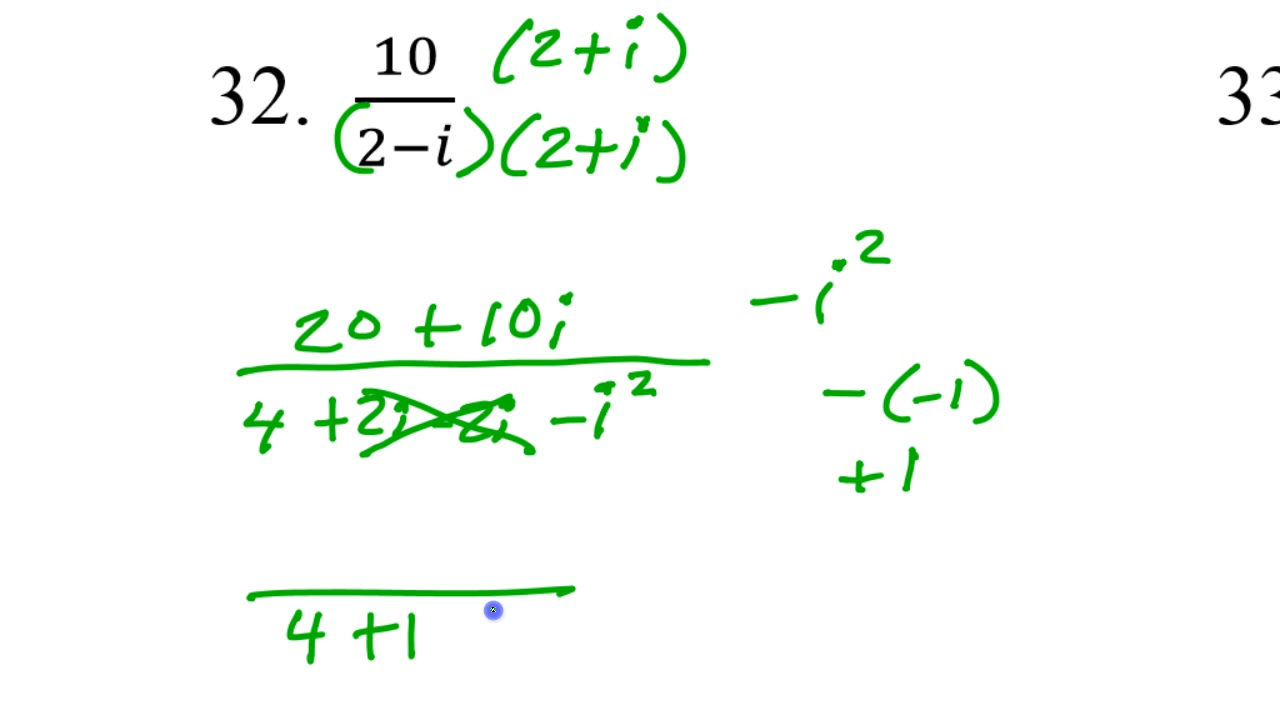 32. 10 (2+i)
(2−i)(2+i)
33
20 + 10i
4 +2i -2i -i²
-i²
-(-1)
+1
4 +1